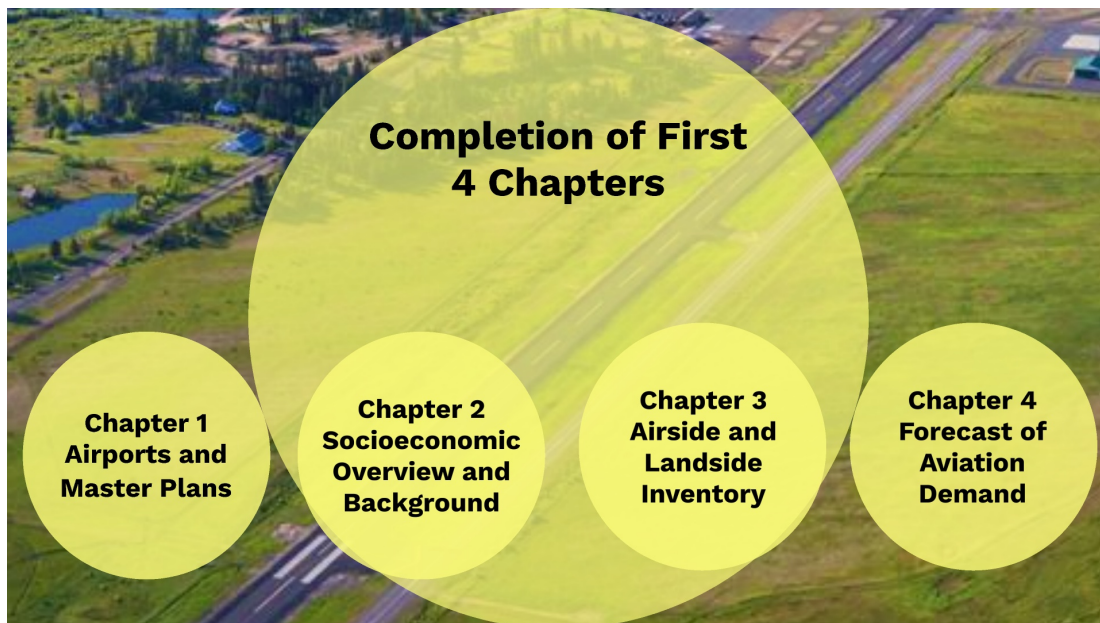 Completion of First
4 Chapters
Chapter 1
Airports and
Master Plans
Chapter 2
Socioeconomic
Overview and
Background
Chapter 3
Airside and
Landside
Inventory
Chapter 4
Forecast of
Aviation
Demand